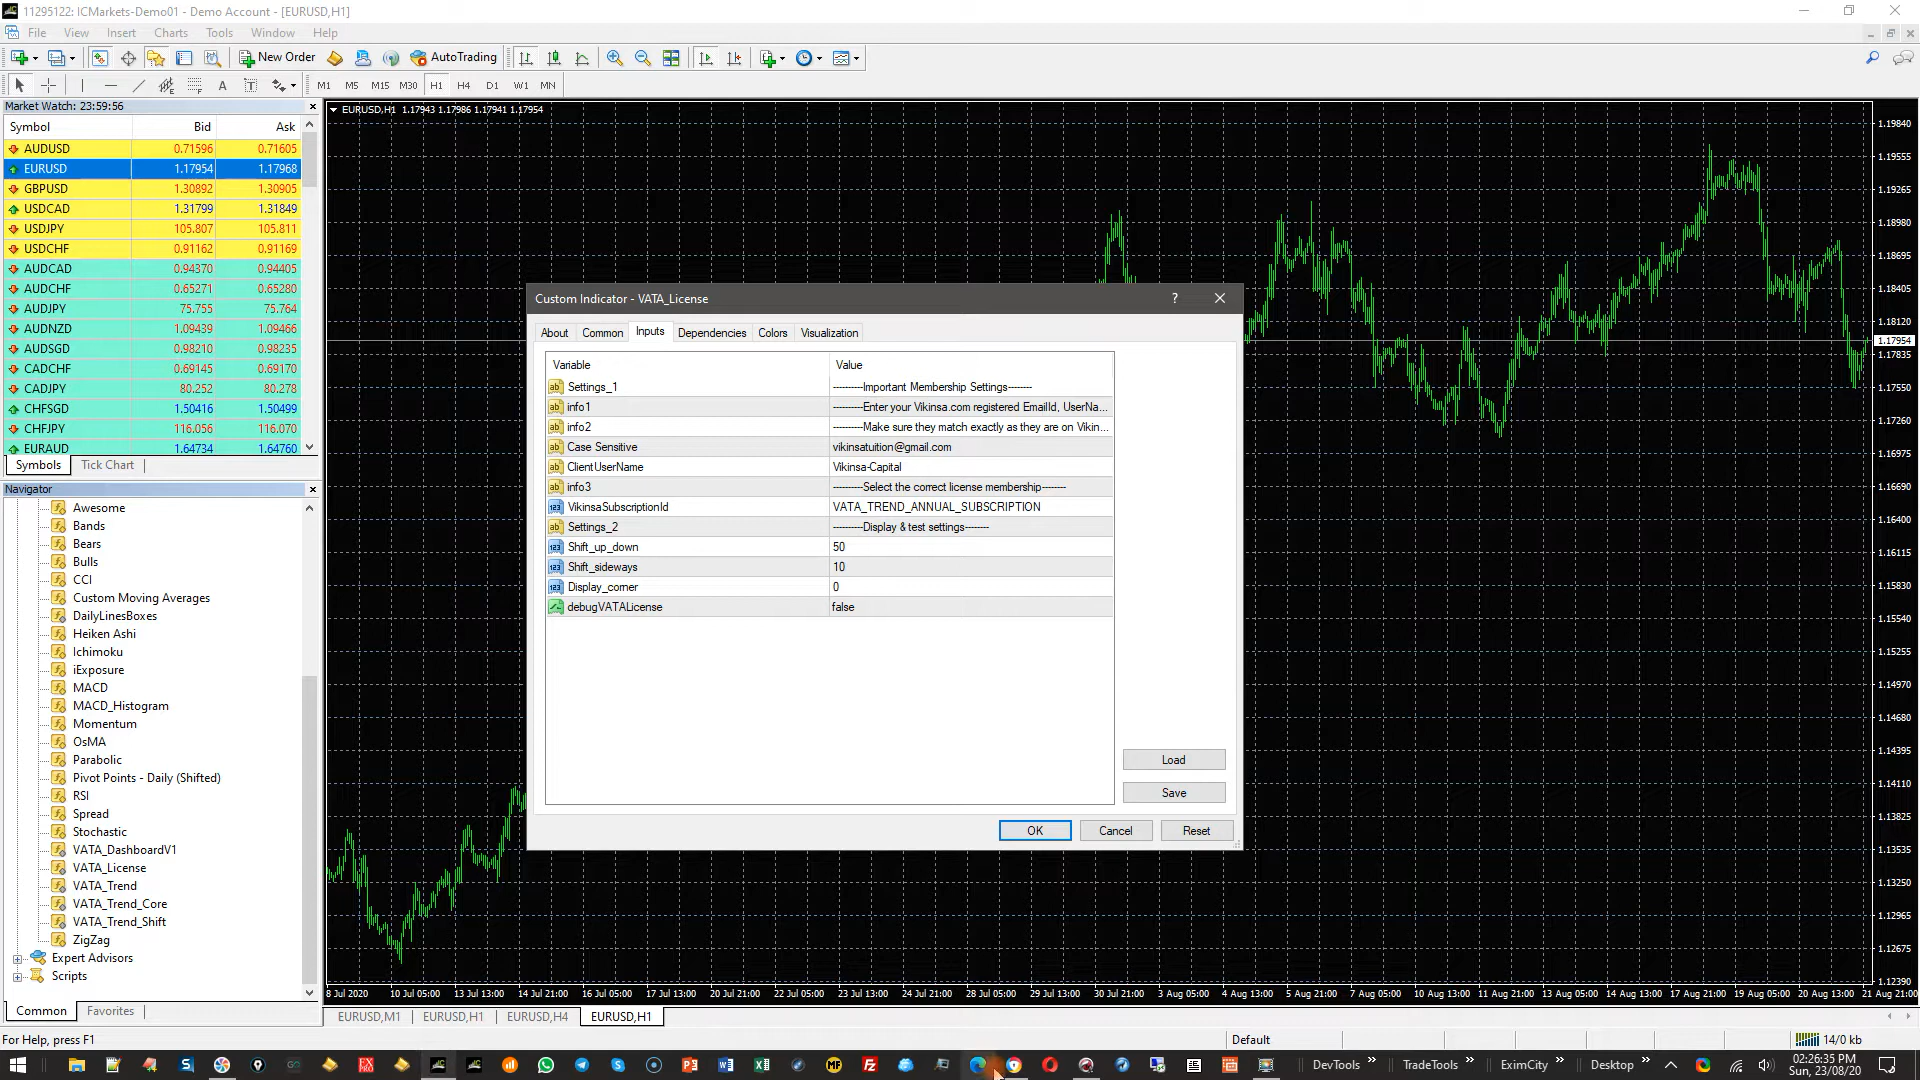 11295122: ICMarkets-Demo01 - Demo Account - [EURUSD,H1]
File View Insert Charts Tools Window Help
New Order AutoTrading
A T M1 M5 M15 M30 H1 H4 D1 W1 MN
Market Watch: 23:59:56
Symbol Bid Ask
AUDUSD 0.71596 0.71605
EURUSD 1.17954 1.17968
GBPUSD 1.30892 1.30905
USDCAD 1.31799 1.31849
USDJPY 105.807 105.811
USDCHF 0.91162 0.91169
AUDCAD 0.94370 0.94405
AUDCHF 0.65271 0.65280
AUDJPY 75.755 75.764
AUDNZD 1.09439 1.09466
AUDSGD 0.98210 0.98235
CADCHF 0.69145 0.69170
CADJPY 80.252 80.278
CHFSGD 1.50416 1.50499
CHFJPY 116.056 116.070
EURAUD 1.64734 1.64760
Symbols Tick Chart
Navigator
Awesome
Bands
Bears
Bulls
CCI
Custom Moving Averages
DailyLinesBoxes
Heiken Ashi
Ichimoku
iExposure
MACD
MACD_Histogram
Momentum
OsMA
Parabolic
Pivot Points - Daily (Shifted)
RSI
Spread
Stochastic
VATA_DashboardV1
VATA_License
VATA_Trend
VATA_Trend_Core
VATA_Trend_Shift
ZigZag
Expert Advisors
Scripts
Common Favorites
EURUSD,H1 1.17943 1.17986 1.17941 1.17954
1.19840
1.19555
1.19265
1.18980
1.18695
1.18405
1.18120
1.17954
1.17835
1.17550
1.17260
1.16975
1.16690
1.16400
1.16115
1.15830
1.15540
1.15255
1.14970
1.14680
1.14395
1.14110
1.13825
1.13535
1.13250
1.12965
1.12675
1.12390
Custom Indicator - VATA_License ?
About Common Inputs Dependencies Colors Visualization
Variable Value
Settings_1 ----------Important Membership Settings--------
info1 ----------Enter your Vikinsa.com registered EmailId, UserNa...
info2 ----------Make sure they match exactly as they are on Vikin...
Case Sensitive vikinsatuition@gmail.com
ClientUserName Vikinsa-Capital
info3 ----------Select the correct license membership--------
VikinsaSubscriptionId VATA_TREND_ANNUAL_SUBSCRIPTION
Settings_2 ----------Display & test settings--------
Shift_up_down 50
Shift_sideways 10
Display_corner 0
debugVATALicense false
Load
Save
OK Cancel Reset
8 Jul 2020 10 Jul 05:00 13 Jul 13:00 14 Jul 21:00 16 Jul 05:00 17 Jul 13:00 20 Jul 21:00 22 Jul 05:00 23 Jul 13:00 24 Jul 21:00 28 Jul 05:00 29 Jul 13:00 30 Jul 21:00 3 Aug 05:00 4 Aug 13:00 5 Aug 21:00 7 Aug 05:00 10 Aug 13:00 11 Aug 21:00 13 Aug 05:00 14 Aug 13:00 17 Aug 21:00 19 Aug 05:00 20 Aug 13:00 21 Aug 21:00
EURUSD,M1 EURUSD,H1 EURUSD,H4 EURUSD,H1
For Help, press F1 Default 14/0 kb
DevTools TradeTools EximCity Desktop
02:26:35 PM
Sun, 23/08/20